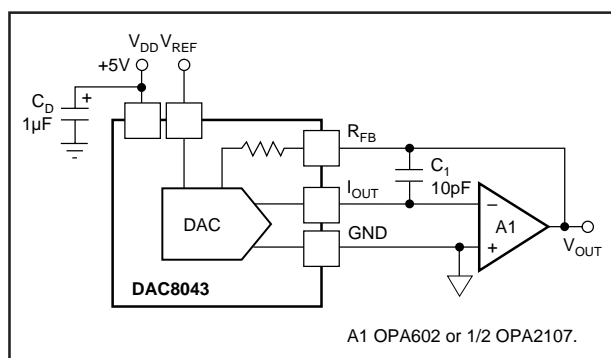 V_DD V_REF
+5V
C_D +
1µF
R_FB
C_1
10pF
I_OUT
DAC
− A1
GND
+
V_OUT
DAC8043
A1 OPA602 or 1/2 OPA2107.